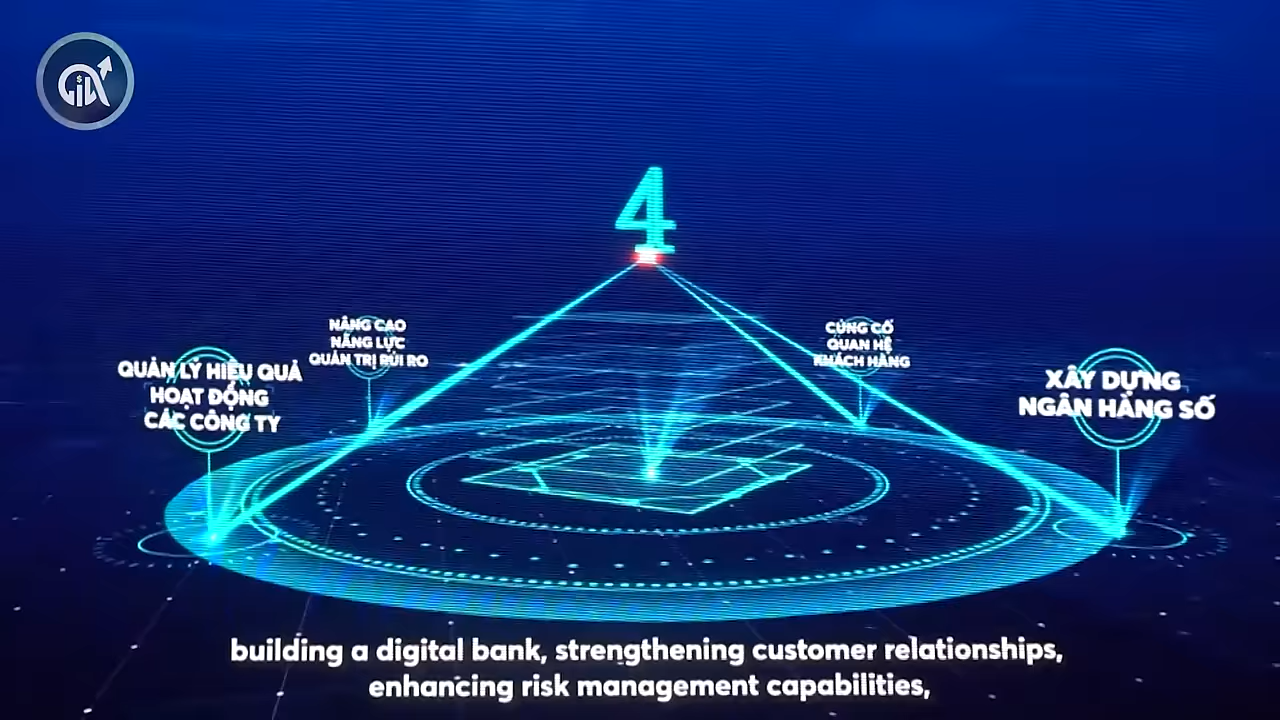 4
NÂNG CAO
NĂNG LỰC
QUẢN TRỊ RỦI RO
CỦNG CỐ
QUAN HỆ
KHÁCH HÀNG
QUẢN LÝ HIỆU QUẢ
HOẠT ĐỘNG
CÁC CÔNG TY
XÂY DỰNG
NGÂN HÀNG SỐ
building a digital bank, strengthening customer relationships,
enhancing risk management capabilities,